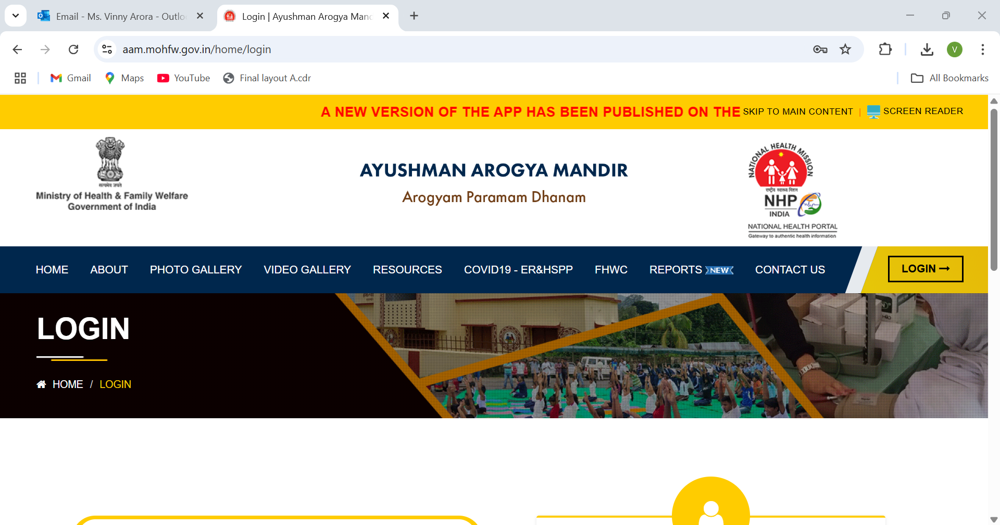 Email - Ms. Vinny Arora - Outlo
Login | Ayushman Arogya Mand
aam.mohfw.gov.in/home/login
V
Gmail
Maps
YouTube
Final layout A.cdr
All Bookmarks
A NEW VERSION OF THE APP HAS BEEN PUBLISHED ON THE
SKIP TO MAIN CONTENT | SCREEN READER
सत्यमेव जयते
Ministry of Health & Family Welfare
Government of India
AYUSHMAN AROGYA MANDIR
Arogyam Paramam Dhanam
NATIONAL HEALTH MISSION
राष्ट्रीय स्वास्थ्य मिशन
NHP
INDIA
NATIONAL HEALTH PORTAL
Gateway to authentic health information
HOME
ABOUT
PHOTO GALLERY
VIDEO GALLERY
RESOURCES
COVID19 - ER&HSPP
FHWC
REPORTS NEW
CONTACT US
LOGIN →
LOGIN
HOME / LOGIN